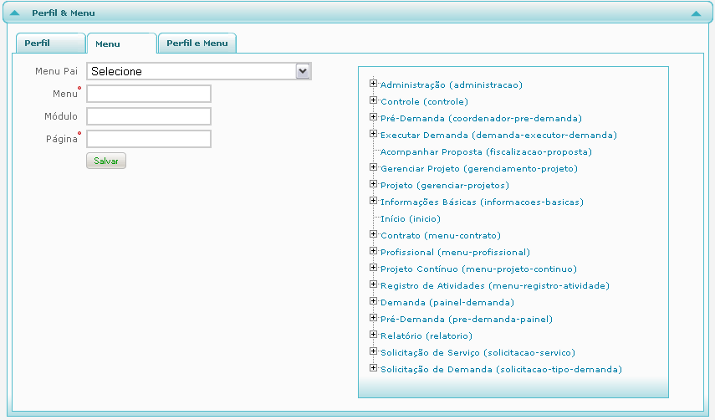 Perfil & Menu
Perfil
Menu
Perfil e Menu
Menu Pai
Selecione
Menu*
Módulo
Página*
Salvar
Administração (administracao)
Controle (controle)
Pré-Demanda (coordenador-pre-demanda)
Executar Demanda (demanda-executor-demanda)
Acompanhar Proposta (fiscalizacao-proposta)
Gerenciar Projeto (gerenciamento-projeto)
Projeto (gerenciar-projetos)
Informações Básicas (informacoes-basicas)
Início (inicio)
Contrato (menu-contrato)
Profissional (menu-profissional)
Projeto Contínuo (menu-projeto-continuo)
Registro de Atividades (menu-registro-atividade)
Demanda (painel-demanda)
Pré-Demanda (pre-demanda-painel)
Relatório (relatorio)
Solicitação de Serviço (solicitacao-servico)
Solicitação de Demanda (solicitacao-tipo-demanda)